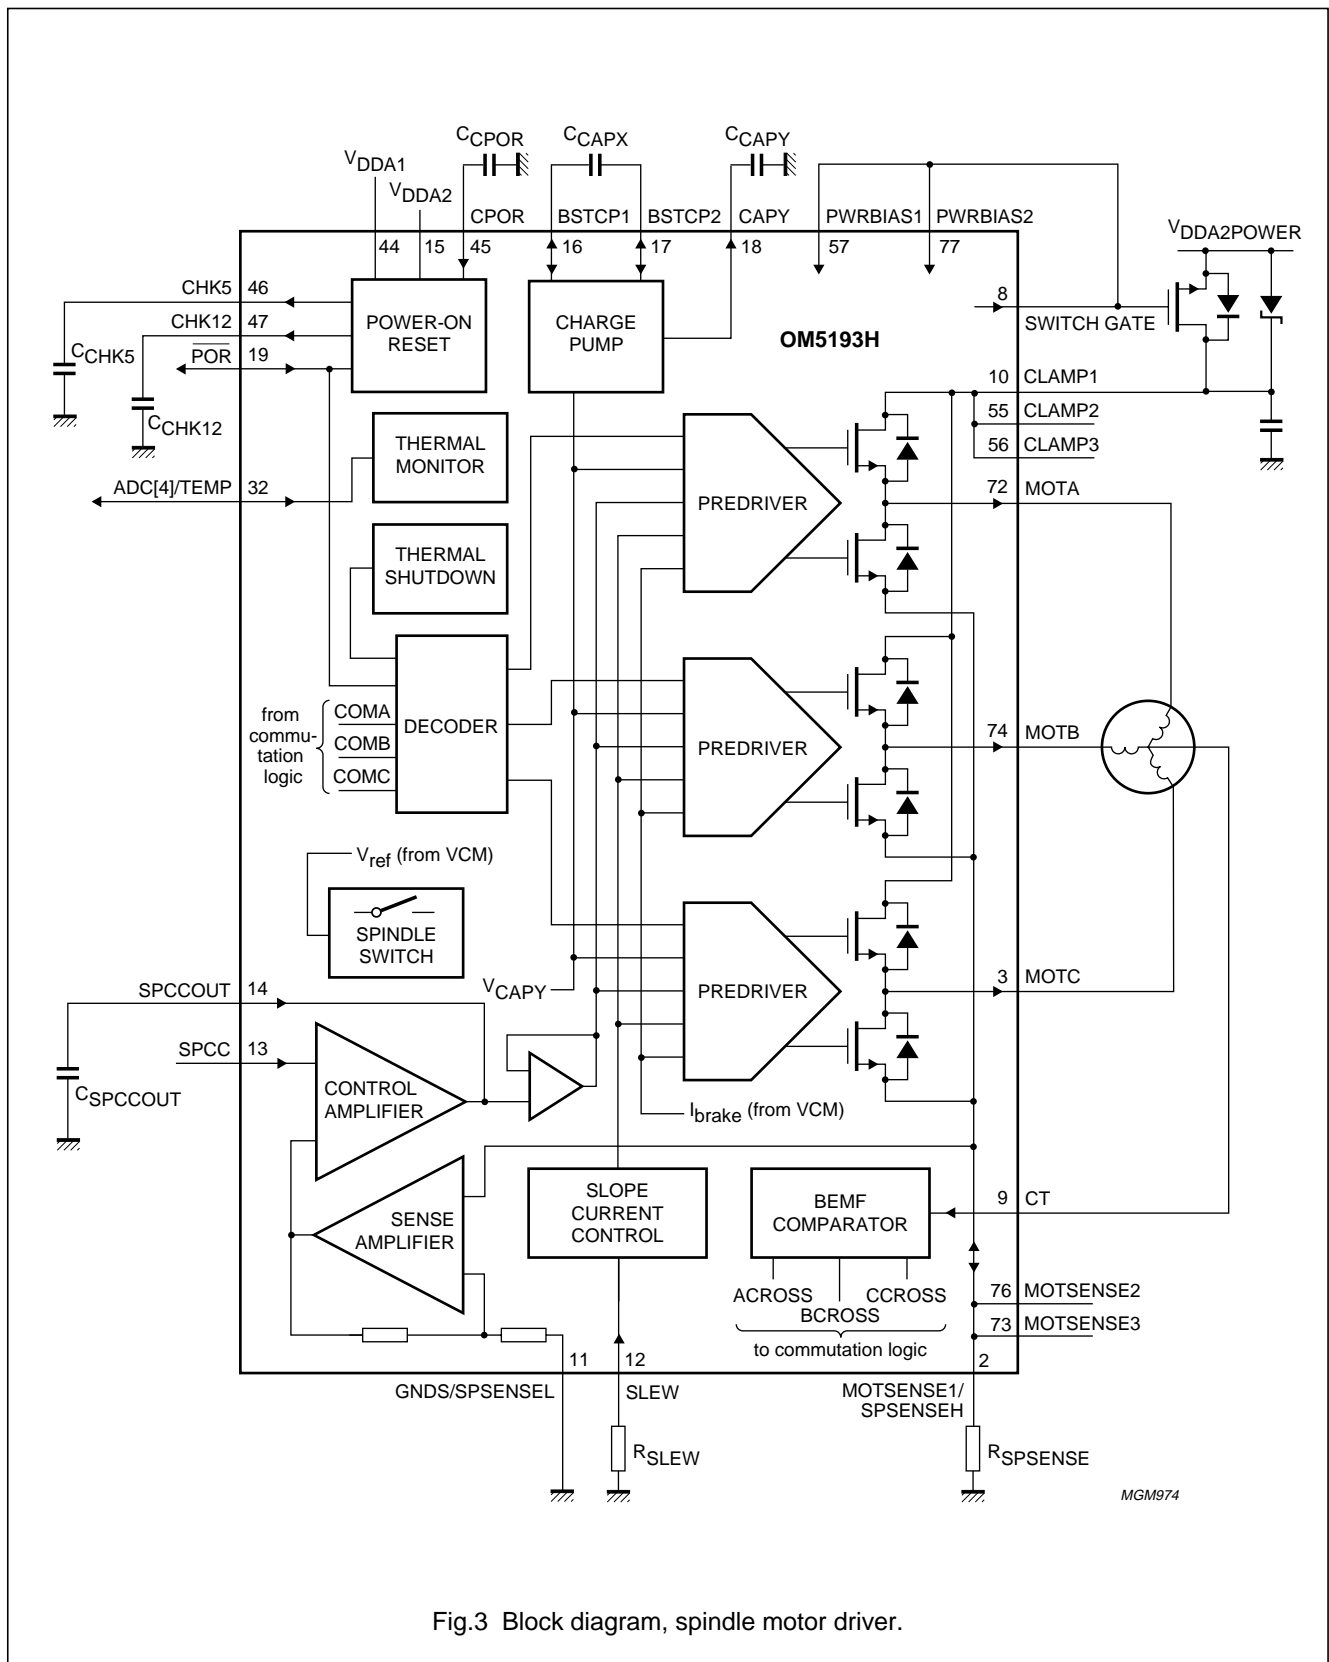 CCPOR
CCAPX
CCAPY
VDDA1
VDDA2
CPOR
BSTCP1
BSTCP2
CAPY
PWRBIAS1
PWRBIAS2
44
15
45
16
17
18
57
77
VDDA2POWER
CHK5
46
CHK12
47
POR
19
CCHK5
CCHK12
POWER-ON
RESET
CHARGE
PUMP
OM5193H
8
SWITCH GATE
10
CLAMP1
55
CLAMP2
56
CLAMP3
THERMAL
MONITOR
ADC[4]/TEMP
32
PREDRIVER
72
MOTA
THERMAL
SHUTDOWN
DECODER
from
commu-
tation
logic
COMA
COMB
COMC
PREDRIVER
74
MOTB
Vref (from VCM)
SPINDLE
SWITCH
VCAPY
PREDRIVER
3
MOTC
SPCCOUT
14
SPCC
13
CSPCCOUT
CONTROL
AMPLIFIER
Ibrake (from VCM)
SENSE
AMPLIFIER
SLOPE
CURRENT
CONTROL
BEMF
COMPARATOR
9
CT
ACROSS
BCROSS
CCROSS
to commutation logic
76
MOTSENSE2
73
MOTSENSE3
11
12
2
GNDS/SPSENSEL
SLEW
MOTSENSE1/
SPSENSEH
RSLEW
RSPSENSE
MGM974
Fig.3 Block diagram, spindle motor driver.